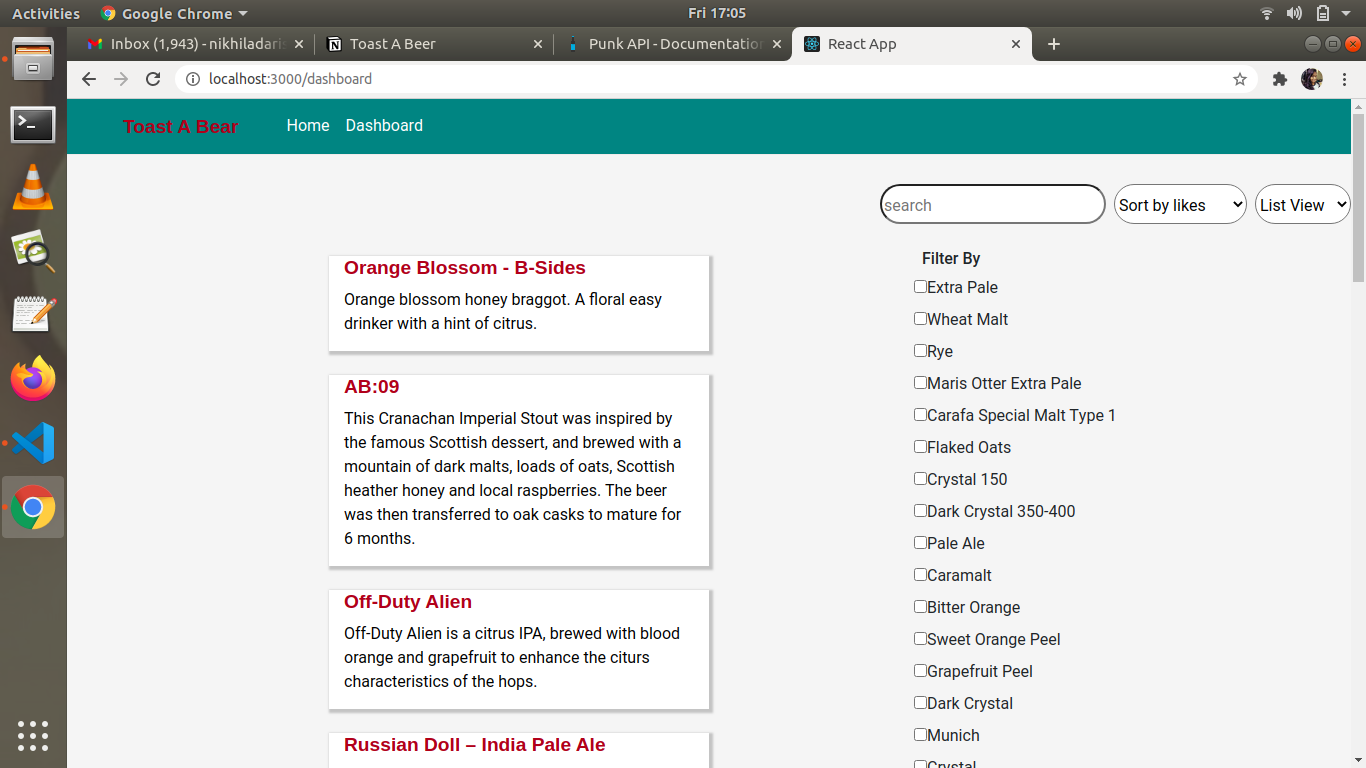 Activities
Google Chrome
Fri 17:05
Inbox (1,943) - nikhiladaris
Toast A Beer
Punk API - Documentation
React App
localhost:3000/dashboard
Toast A Bear
Home
Dashboard
search
Sort by likes
List View
Orange Blossom - B-Sides
Orange blossom honey braggot. A floral easy
drinker with a hint of citrus.
AB:09
This Cranachan Imperial Stout was inspired by
the famous Scottish dessert, and brewed with a
mountain of dark malts, loads of oats, Scottish
heather honey and local raspberries. The beer
was then transferred to oak casks to mature for
6 months.
Off-Duty Alien
Off-Duty Alien is a citrus IPA, brewed with blood
orange and grapefruit to enhance the citurs
characteristics of the hops.
Russian Doll – India Pale Ale
Filter By
Extra Pale
Wheat Malt
Rye
Maris Otter Extra Pale
Carafa Special Malt Type 1
Flaked Oats
Crystal 150
Dark Crystal 350-400
Pale Ale
Caramalt
Bitter Orange
Sweet Orange Peel
Grapefruit Peel
Dark Crystal
Munich
Crystal